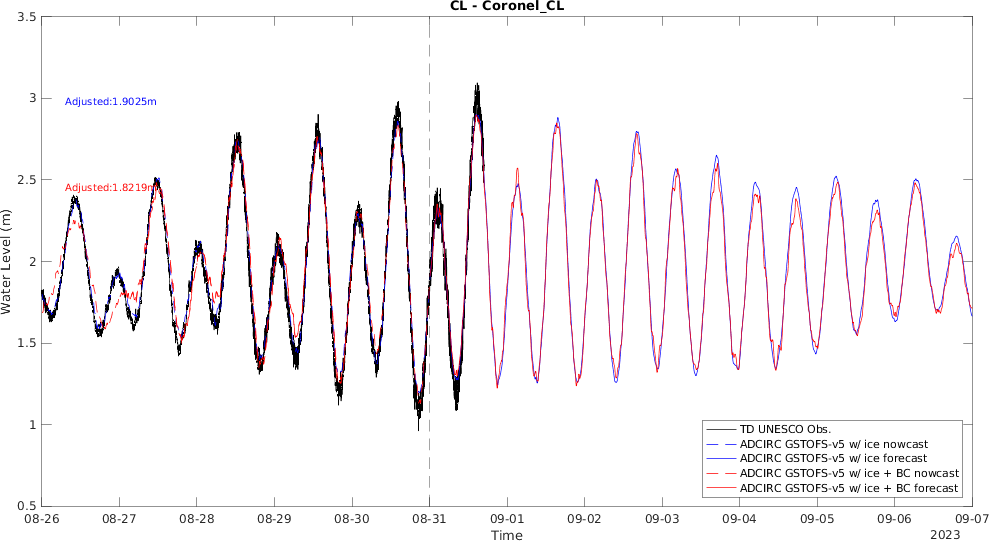 CL - Coronel_CL
3.5
3
2.5
2
1.5
1
0.5
Water Level (m)
Adjusted:1.9025m
Adjusted:1.8219m
TD UNESCO Obs.
ADCIRC GSTOFS-v5 w/ ice nowcast
ADCIRC GSTOFS-v5 w/ ice forecast
ADCIRC GSTOFS-v5 w/ ice + BC nowcast
ADCIRC GSTOFS-v5 w/ ice + BC forecast
08-26 08-27 08-28 08-29 08-30 08-31 09-01 09-02 09-03 09-04 09-05 09-06 09-07
Time
2023